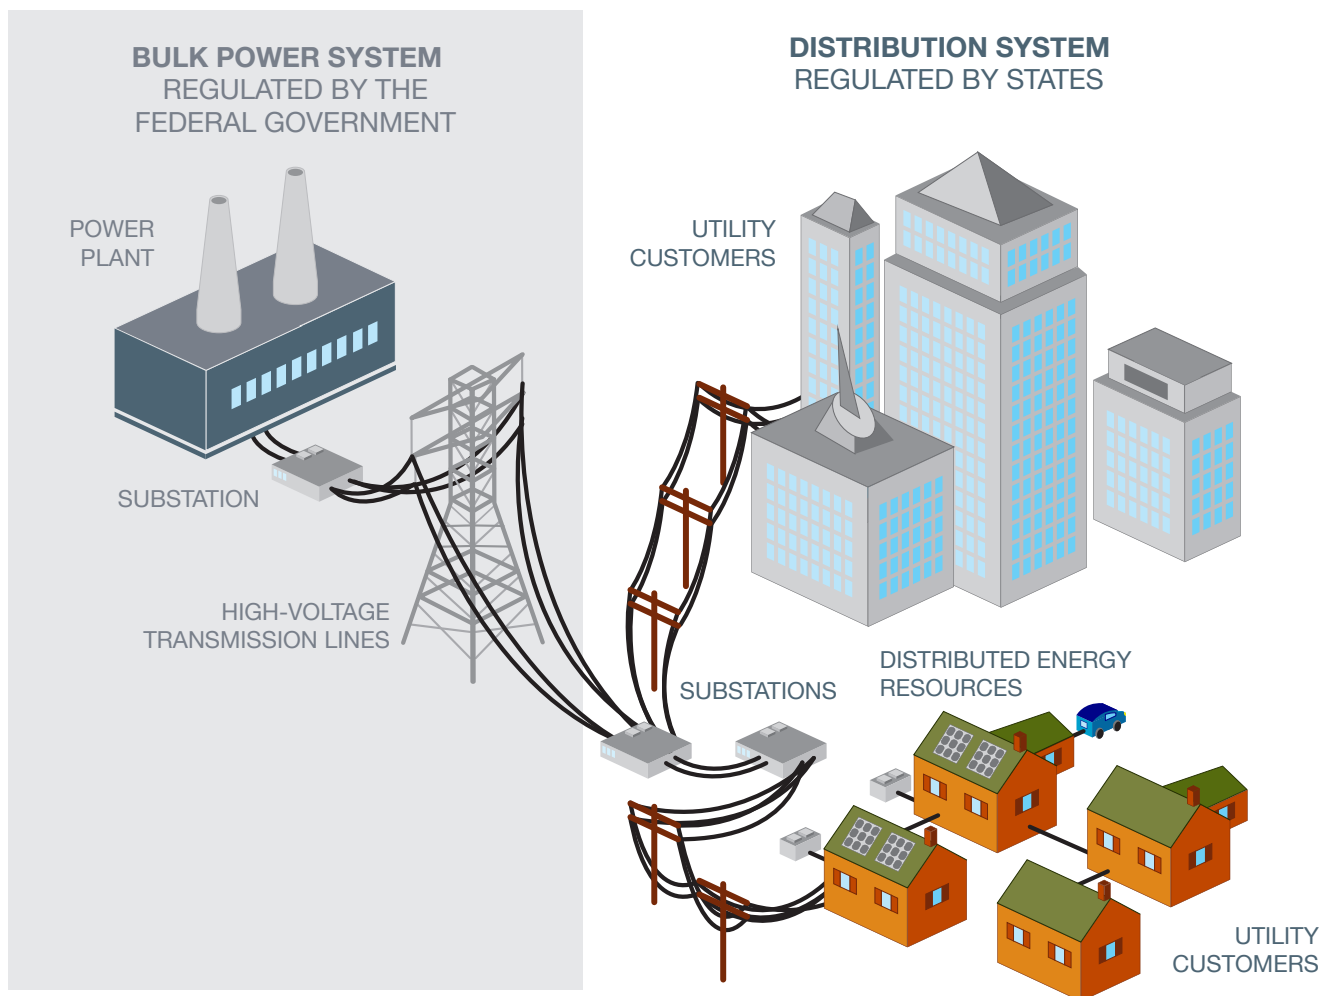 BULK POWER SYSTEM
REGULATED BY THE
FEDERAL GOVERNMENT
POWER
PLANT
SUBSTATION
HIGH-VOLTAGE
TRANSMISSION LINES
DISTRIBUTION SYSTEM
REGULATED BY STATES
UTILITY
CUSTOMERS
SUBSTATIONS
DISTRIBUTED ENERGY
RESOURCES
UTILITY
CUSTOMERS